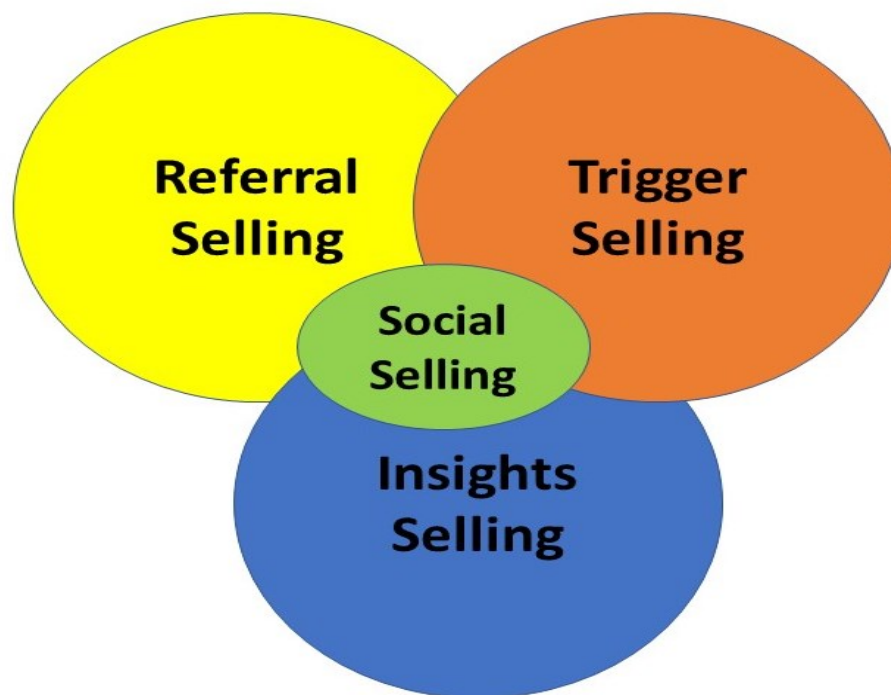 Referral
Selling
Trigger
Selling
Social
Selling
Insights
Selling